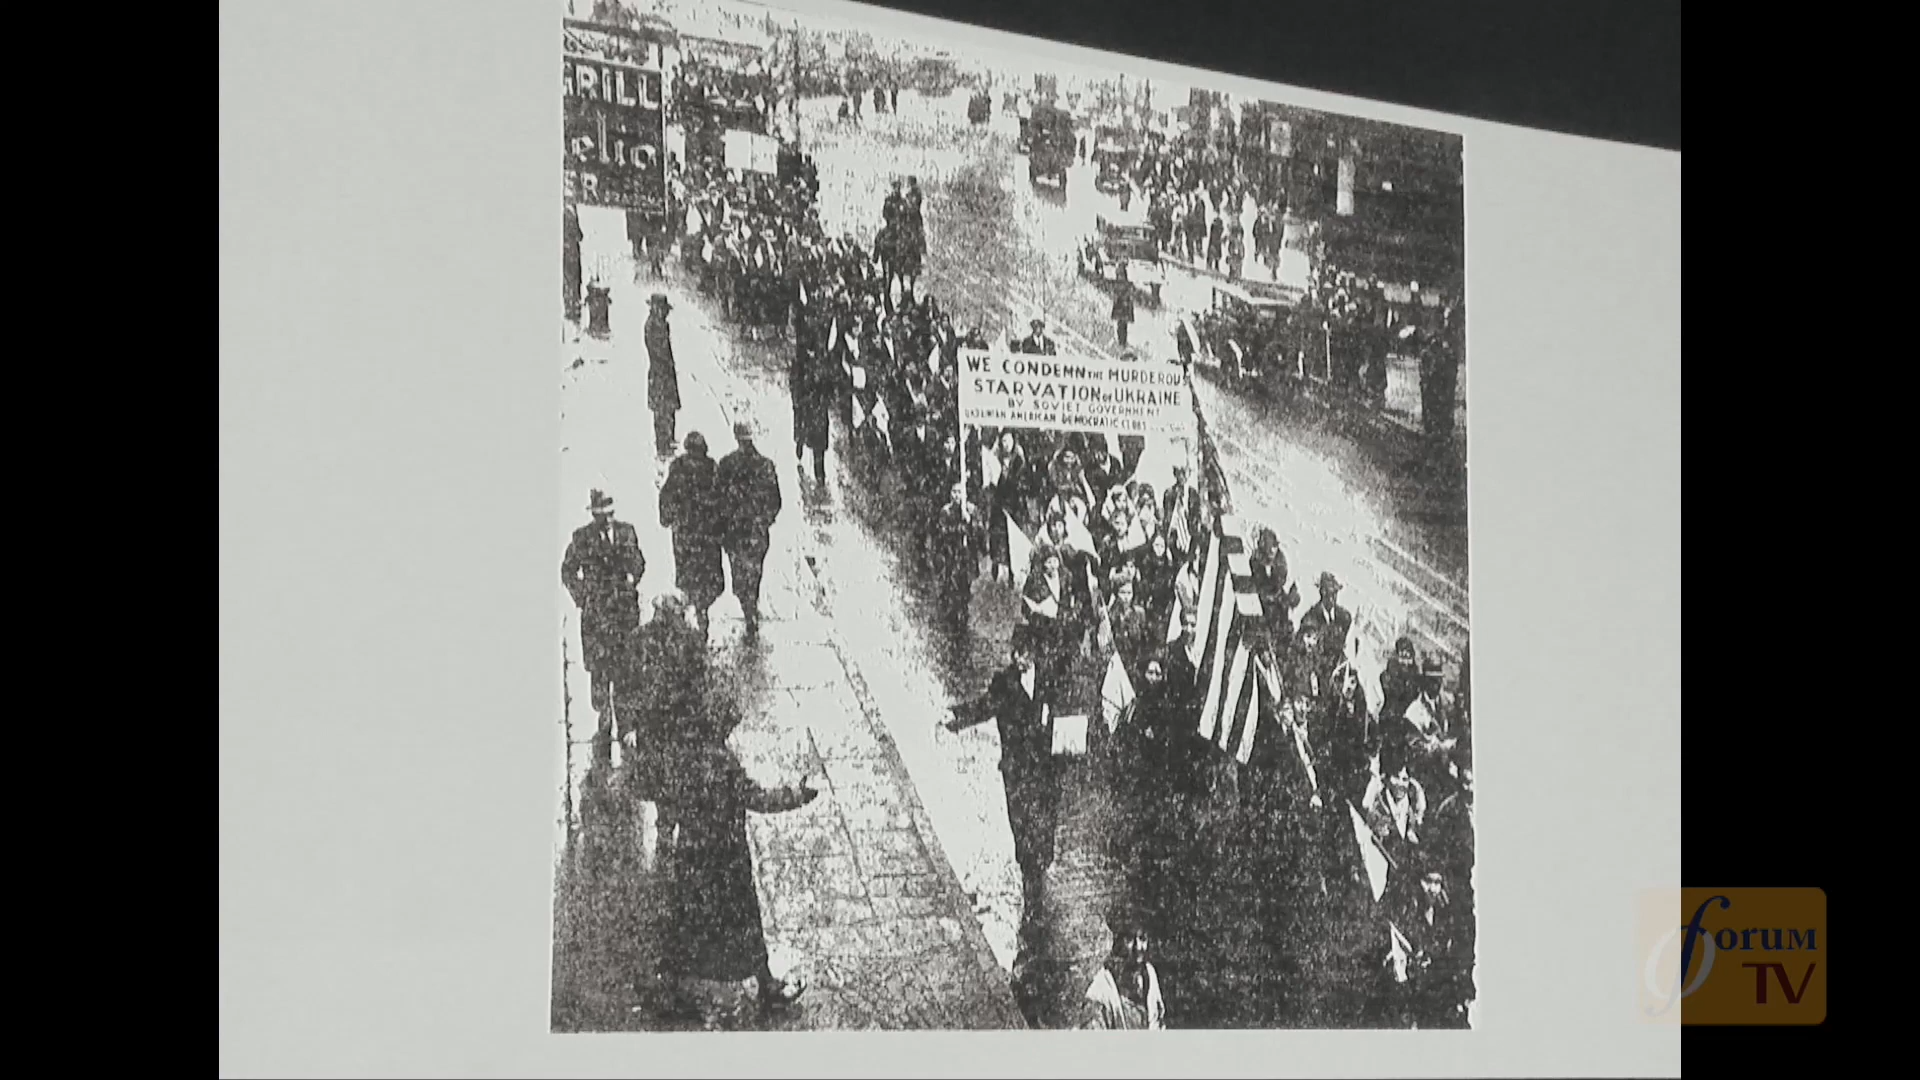 GRILL
WE CONDEMN THE MURDEROUS
STARVATION OF UKRAINE
BY SOVIET GOVERNMENT
UKRAINIAN AMERICAN DEMOCRATIC CLUBS
forum
TV